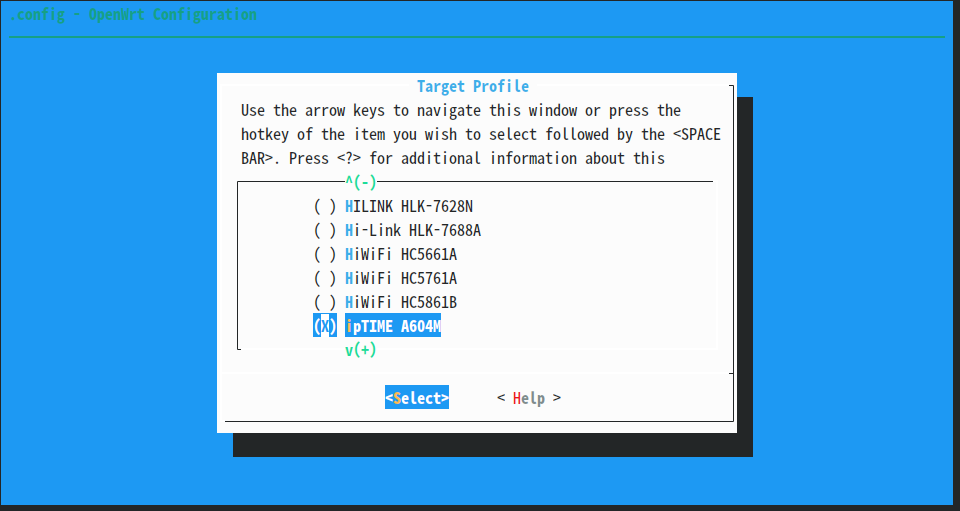 .config - OpenWrt Configuration
Target Profile
Use the arrow keys to navigate this window or press the
hotkey of the item you wish to select followed by the <SPACE
BAR>. Press <?> for additional information about this
^(-)
( ) HILINK HLK-7628N
( ) Hi-Link HLK-7688A
( ) HiWiFi HC5661A
( ) HiWiFi HC5761A
( ) HiWiFi HC5861B
(X) ipTIME A604M
v(+)
<Select> < Help >